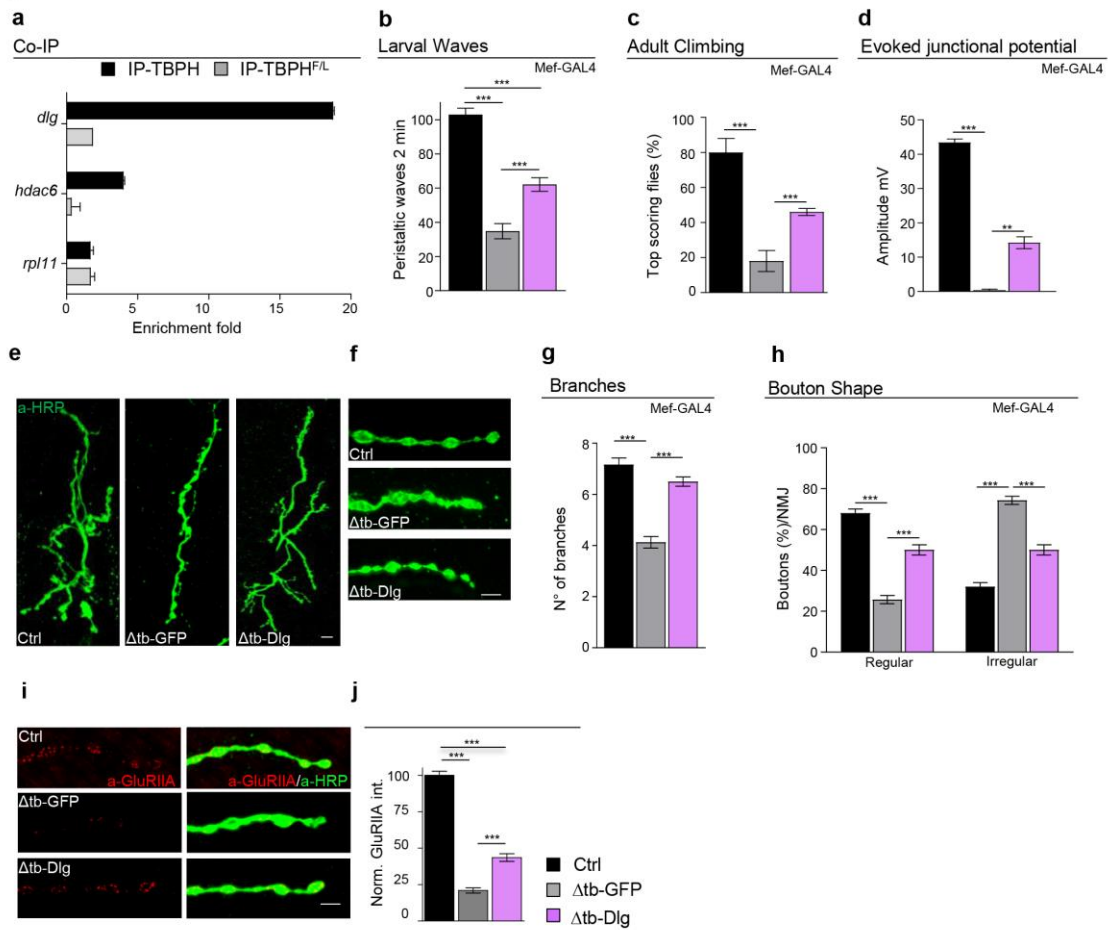 a
Co-IP
IP-TBPH IP-TBPH^F/L
dlg
hdac6
rpl11
0 5 10 15 20
Enrichment fold
b
Larval Waves
Mef-GAL4
*** 
***
***
Peristaltic waves 2 min
100
80
60
40
20
0
c
Adult Climbing
Mef-GAL4
***
***
Top scoring flies (%)
100
80
60
40
20
0
d
Evoked junctional potential
Mef-GAL4
***
**
Amplitude mV
50
40
30
20
10
0
e
a-HRP
Ctrl
Δtb-GFP
Δtb-Dlg
f
Ctrl
Δtb-GFP
Δtb-Dlg
g
Branches
Mef-GAL4
***
***
N° of branches
8
6
4
2
0
h
Bouton Shape
Mef-GAL4
***
***
***
***
Boutons (%)/NMJ
100
80
60
40
20
0
Regular
Irregular
i
Ctrl
a-GluRIIA
a-GluRIIA/a-HRP
Δtb-GFP
Δtb-Dlg
j
***
***
***
Norm. GluRIIA int.
100
75
50
25
0
Ctrl
Δtb-GFP
Δtb-Dlg